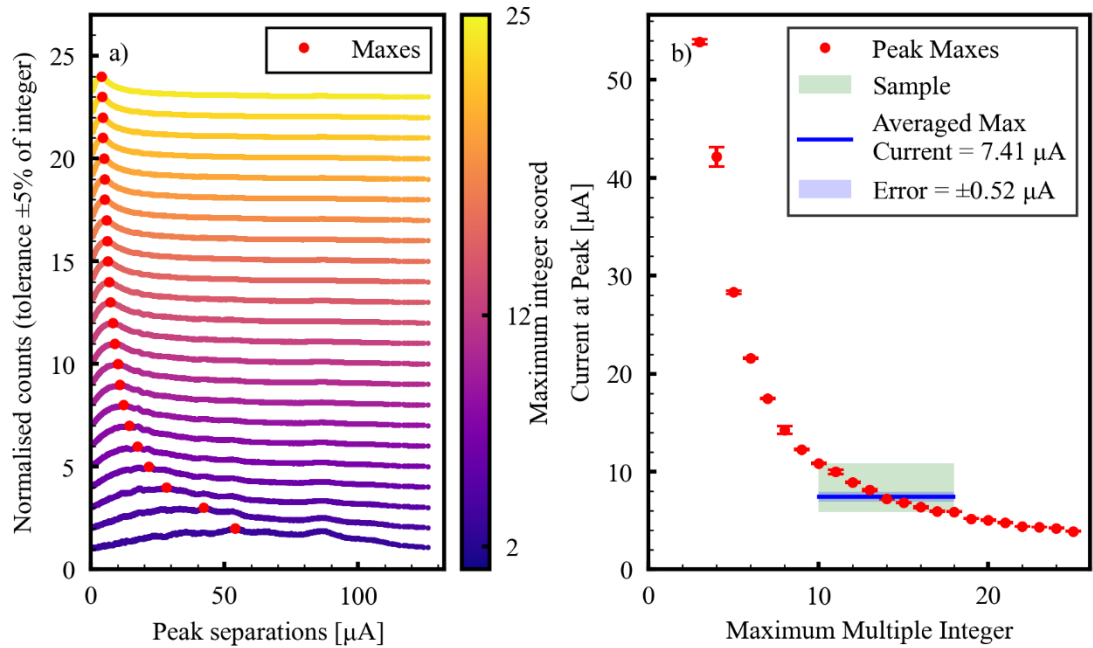 a)
Maxes
25
20
15
10
5
0
0
50
100
Normalised counts (tolerance ±5% of integer)
Peak separations [µA]
25
12
2
Maximum integer scored
b)
Peak Maxes
Sample
Averaged Max
Current = 7.41 µA
Error = ±0.52 µA
50
40
30
20
10
0
0
10
20
Current at Peak [µA]
Maximum Multiple Integer